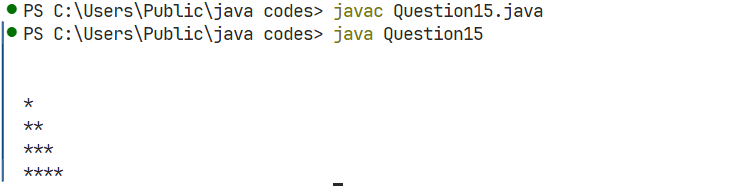 PS C:\Users\Public\java codes> javac Question15.java
PS C:\Users\Public\java codes> java Question15
*
**
***
****